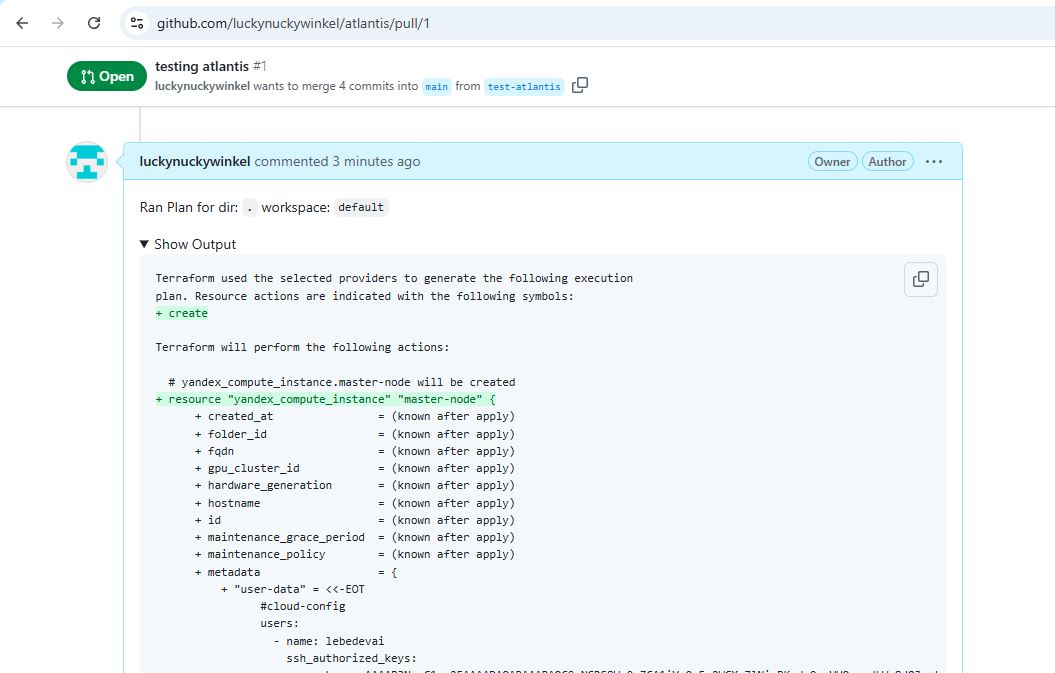 github.com/luckynuckywinkel/atlantis/pull/1
Open
testing atlantis #1
luckynuckywinkel wants to merge 4 commits into main from test-atlantis
luckynuckywinkel commented 3 minutes ago Owner Author ...
Ran Plan for dir: . workspace: default
▼ Show Output
Terraform used the selected providers to generate the following execution
plan. Resource actions are indicated with the following symbols:
+ create
Terraform will perform the following actions:
# yandex_compute_instance.master-node will be created
+ resource "yandex_compute_instance" "master-node" {
+ created_at = (known after apply)
+ folder_id = (known after apply)
+ fqdn = (known after apply)
+ gpu_cluster_id = (known after apply)
+ hardware_generation = (known after apply)
+ hostname = (known after apply)
+ id = (known after apply)
+ maintenance_grace_period = (known after apply)
+ maintenance_policy = (known after apply)
+ metadata = {
+ "user-data" = <<-EOT
#cloud-config
users:
- name: lebedevai
ssh_authorized_keys: